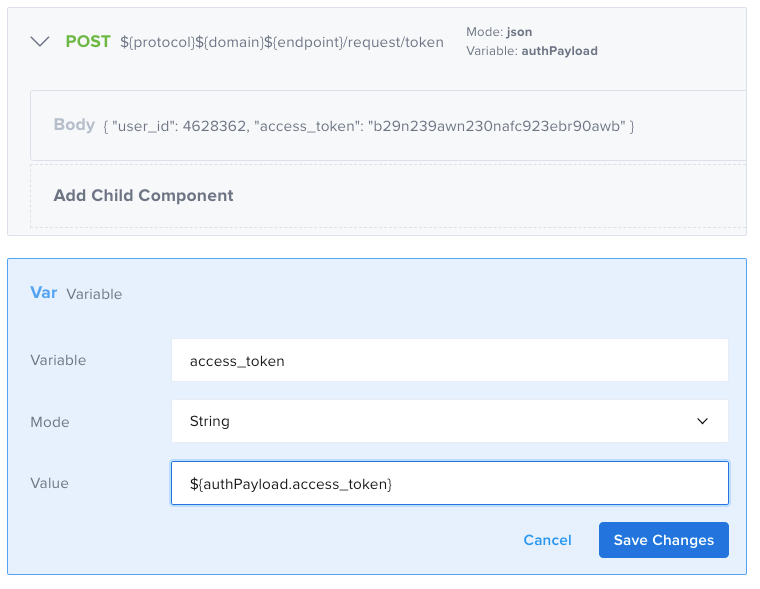 POST ${protocol}${domain}${endpoint}/request/token
Mode: json
Variable: authPayload
Body { "user_id": 4628362, "access_token": "b29n239awn230nafc923ebr90awb" }
Add Child Component
Var Variable
Variable access_token
Mode String
Value ${authPayload.access_token}
Cancel Save Changes